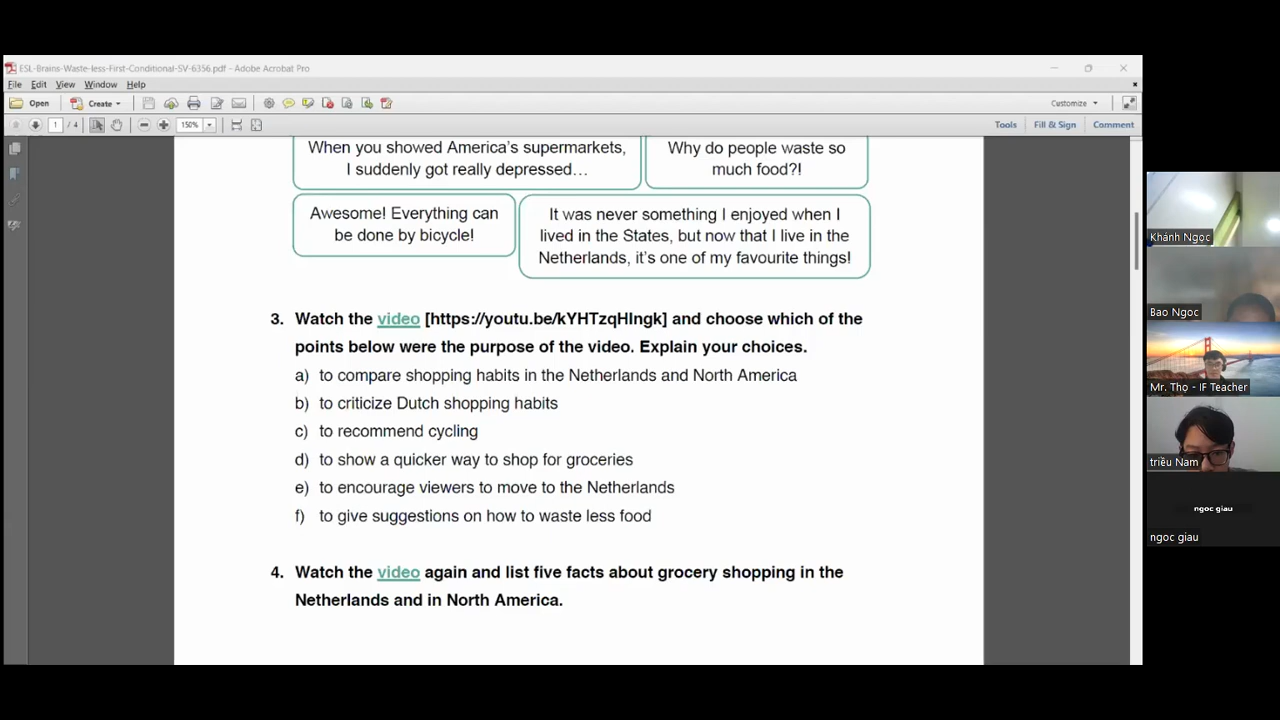 ESL-Brains-Waste-less-First-Conditional-SV-6356.pdf - Adobe Acrobat Pro
File Edit View Window Help
Open Create Customize
1 / 4 150% Tools Fill & Sign Comment
When you showed America's supermarkets,
I suddenly got really depressed…
Why do people waste so
much food?!
Awesome! Everything can
be done by bicycle!
It was never something I enjoyed when I
lived in the States, but now that I live in the
Netherlands, it's one of my favourite things!
3. Watch the video [https://youtu.be/kYHTzqHIngk] and choose which of the
points below were the purpose of the video. Explain your choices.
a) to compare shopping habits in the Netherlands and North America
b) to criticize Dutch shopping habits
c) to recommend cycling
d) to show a quicker way to shop for groceries
e) to encourage viewers to move to the Netherlands
f) to give suggestions on how to waste less food
4. Watch the video again and list five facts about grocery shopping in the
Netherlands and in North America.
Khánh Ngọc
Bao Ngoc
Mr. Thọ - IF Teacher
triều Nam
ngoc giau
ngoc giau